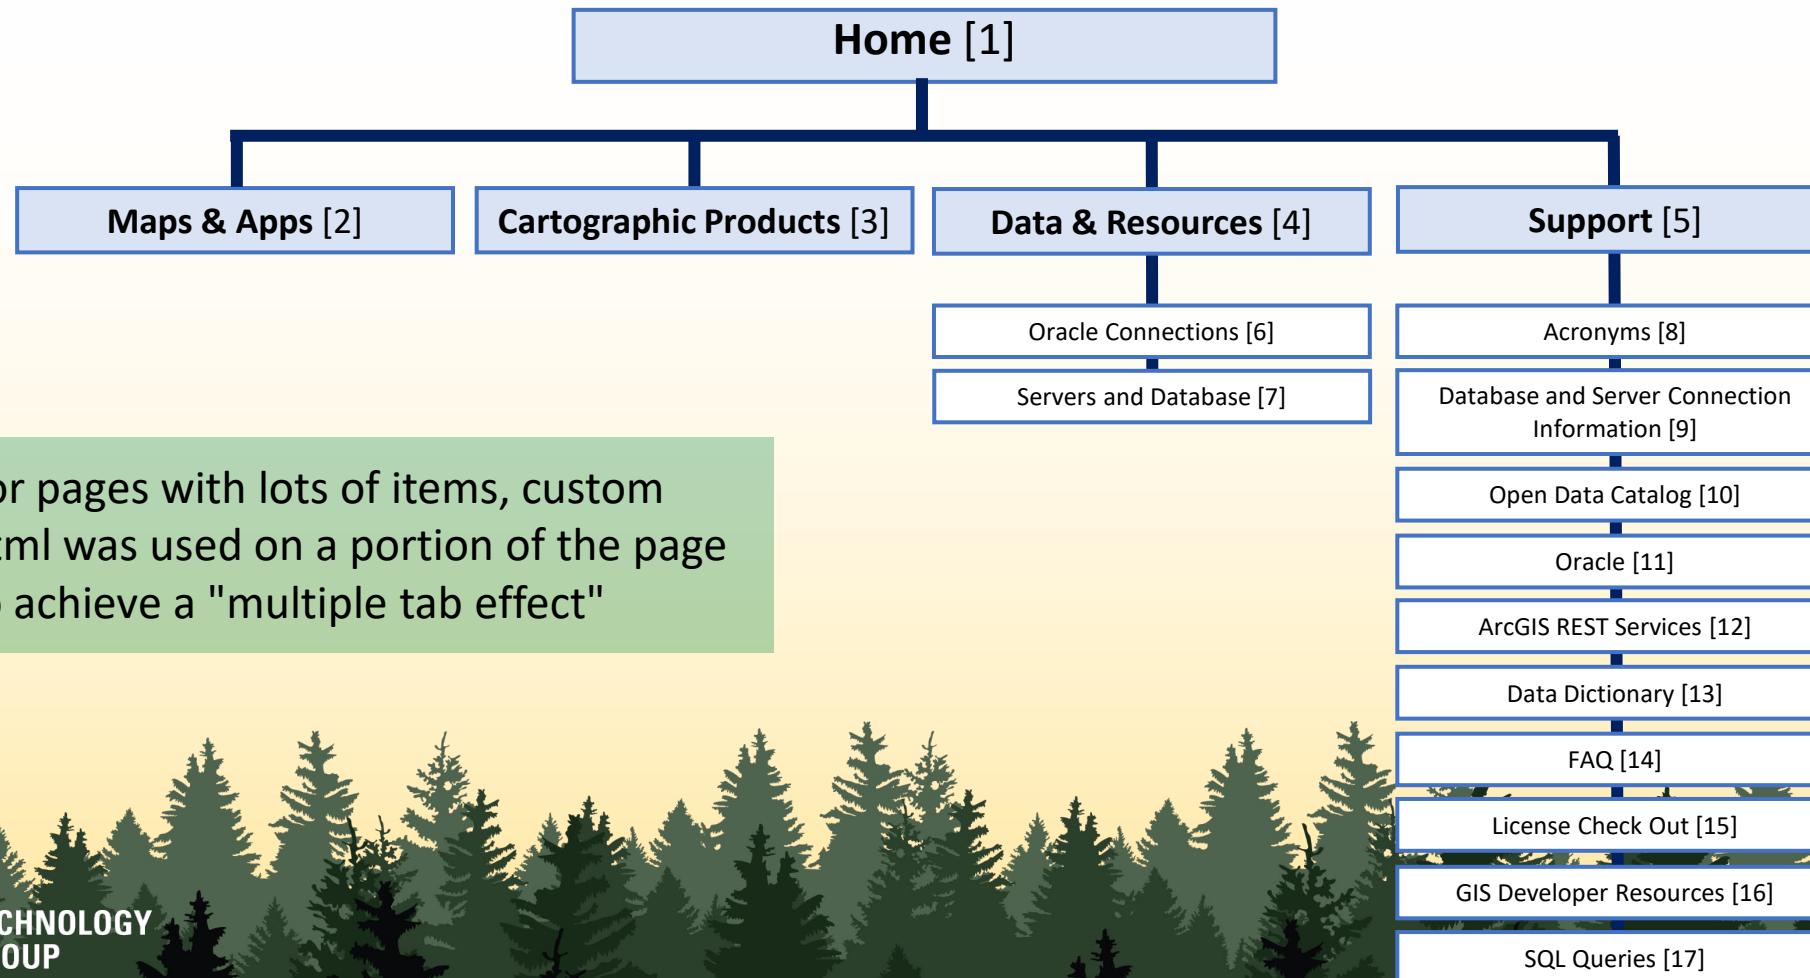 Home [1]
Maps & Apps [2]
Cartographic Products [3]
Data & Resources [4]
Support [5]
Oracle Connections [6]
Servers and Database [7]
Acronyms [8]
Database and Server Connection
Information [9]
Open Data Catalog [10]
Oracle [11]
ArcGIS REST Services [12]
Data Dictionary [13]
FAQ [14]
License Check Out [15]
GIS Developer Resources [16]
SQL Queries [17]
or pages with lots of items, custom
tml was used on a portion of the page
o achieve a "multiple tab effect"
CHNOLOGY
OUP